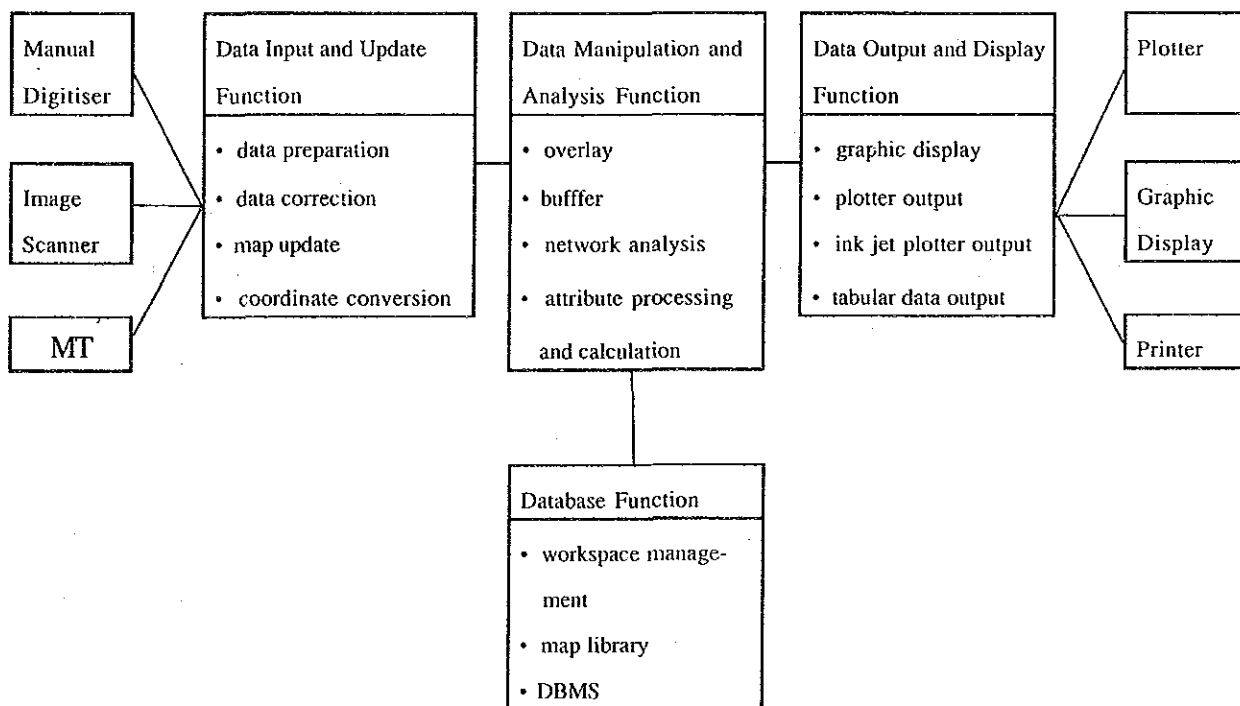 Manual
Digitiser
Image
Scanner
MT
Data Input and Update
Function
• data preparation
• data correction
• map update
• coordinate conversion
Data Manipulation and
Analysis Function
• overlay
• bufffer
• network analysis
• attribute processing
and calculation
Database Function
• workspace manage-
ment
• map library
• DBMS
Data Output and Display
Function
• graphic display
• plotter output
• ink jet plotter output
• tabular data output
Plotter
Graphic
Display
Printer